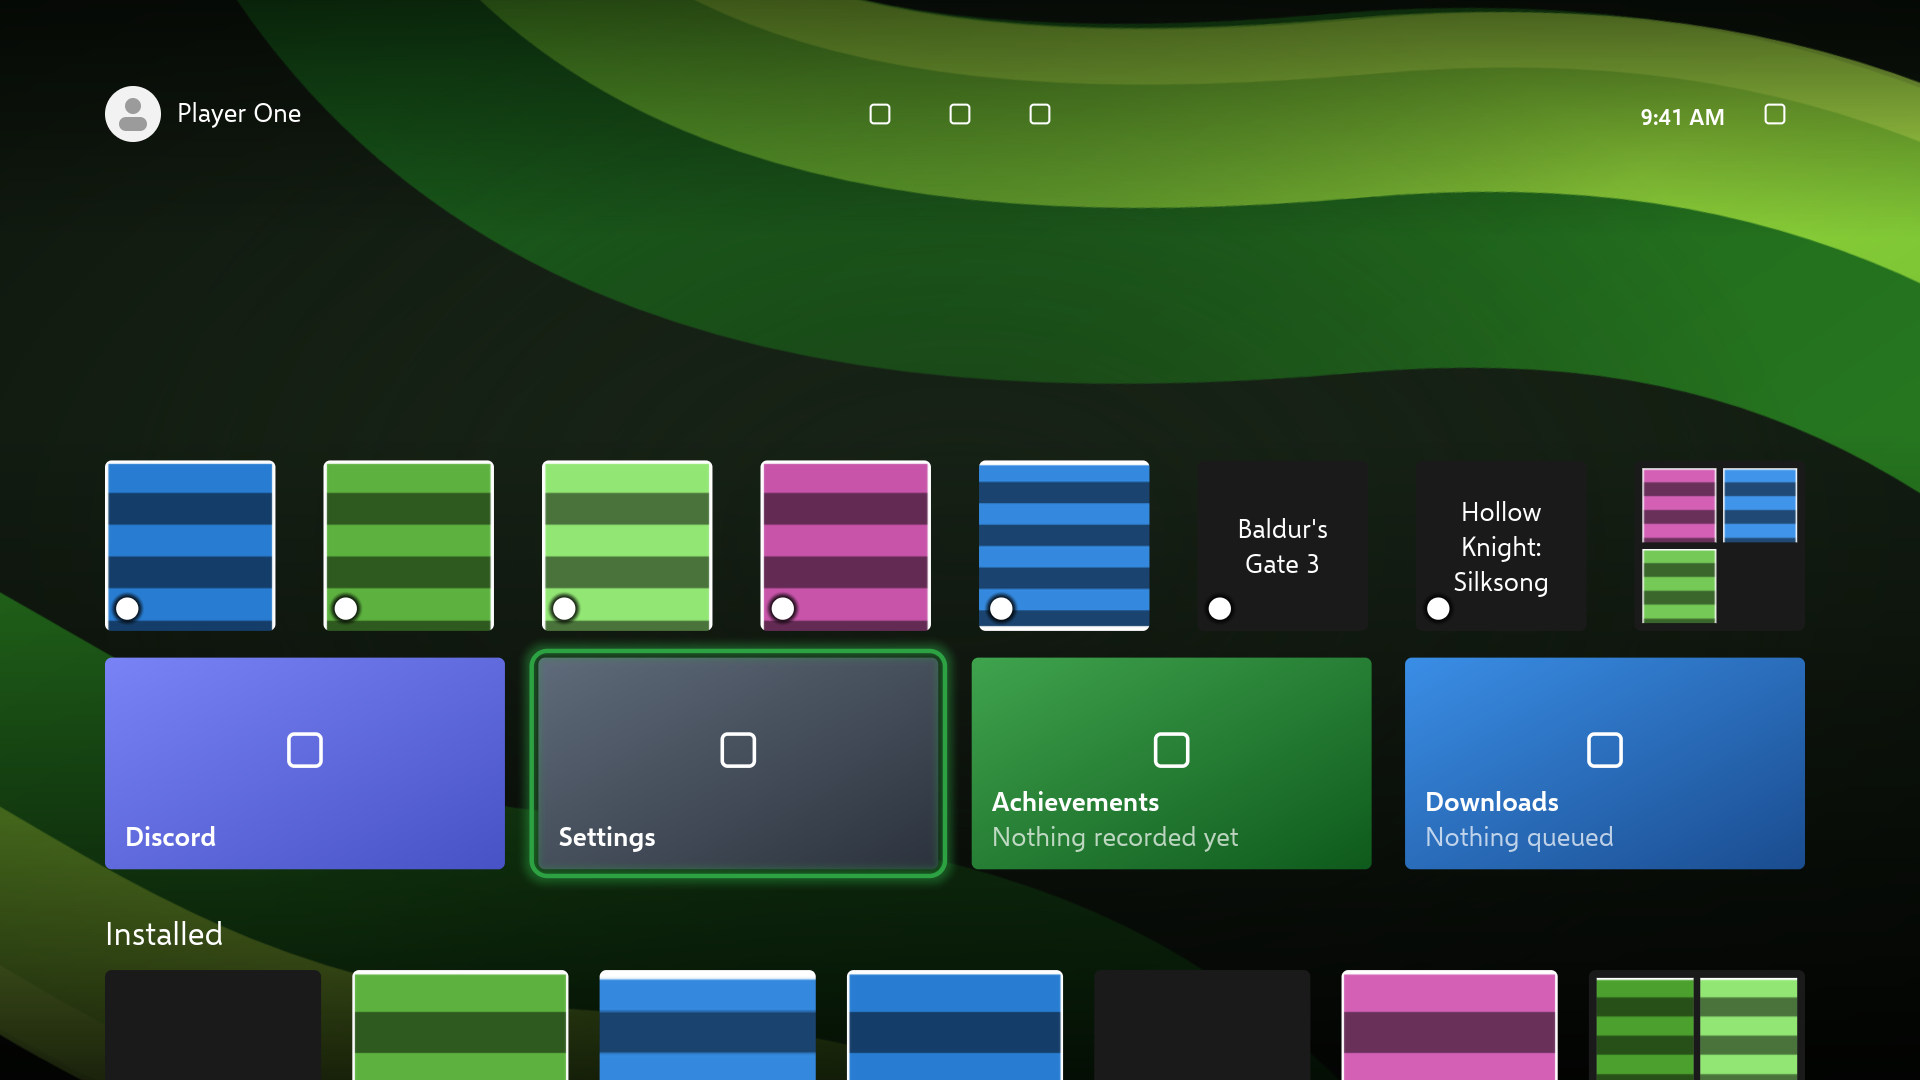 Player One
9:41 AM
Baldur's
Gate 3
Hollow
Knight:
Silksong
Discord
Settings
Achievements
Nothing recorded yet
Downloads
Nothing queued
Installed